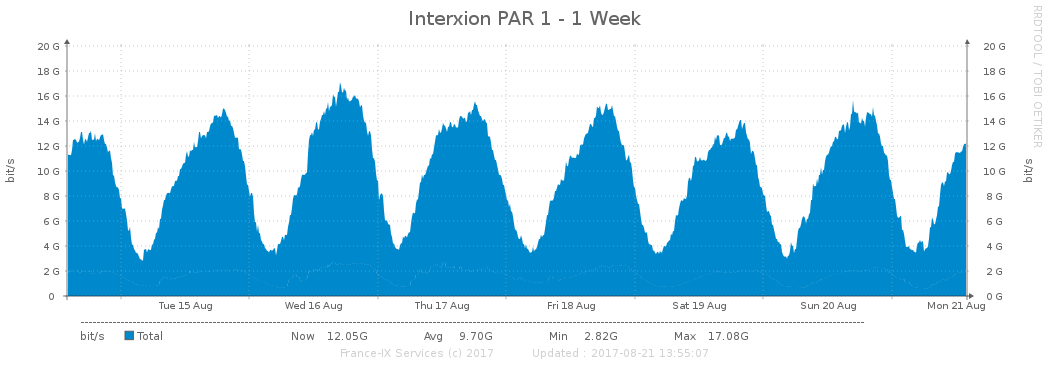 Interxion PAR 1 - 1 Week
RRDTOOL / TOBI OETIKER
bit/s
20 G 20 G
18 G 18 G
16 G 16 G
14 G 14 G
12 G 12 G
10 G 10 G
8 G 8 G
6 G 6 G
4 G 4 G
2 G 2 G
0 0 G
bit/s
Tue 15 Aug Wed 16 Aug Thu 17 Aug Fri 18 Aug Sat 19 Aug Sun 20 Aug Mon 21 Aug
bit/s Total Now 12.05G Avg 9.70G Min 2.82G Max 17.08G
France-IX Services (c) 2017 Updated : 2017-08-21 13:55:07